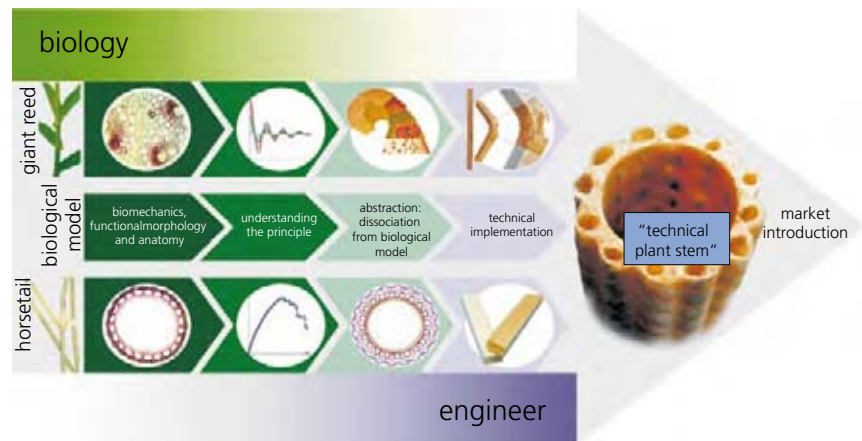 biology
giant reed
biological
model
horsetail
biomechanics,
functionalmorphology
and anatomy
understanding
the principle
abstraction:
dissociation
from biological
model
technical
implementation
"technical
plant stem"
market
introduction
engineer